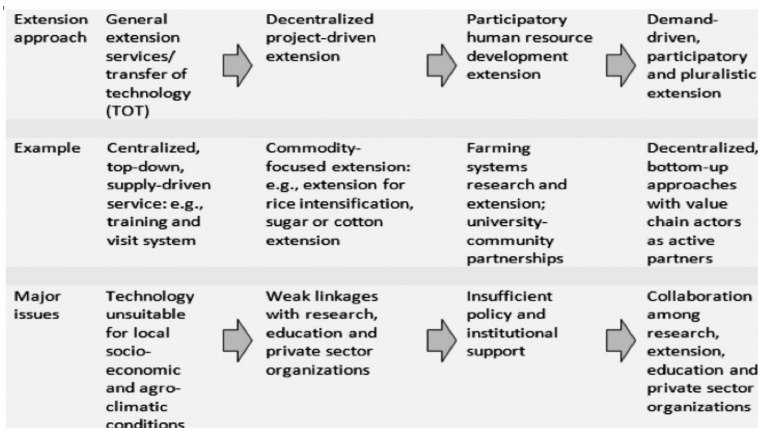 Extension approach
General extension services/ transfer of technology (TOT)
Decentralized project-driven extension
Participatory human resource development extension
Demand-driven, participatory and pluralistic extension
Example
Centralized, top-down, supply-driven service: e.g., training and visit system
Commodity-focused extension: e.g., extension for rice intensification, sugar or cotton extension
Farming systems research and extension; university-community partnerships
Decentralized, bottom-up approaches with value chain actors as active partners
Major issues
Technology unsuitable for local socio-economic and agro-climatic conditions
Weak linkages with research, education and private sector organizations
Insufficient policy and institutional support
Collaboration among research, extension, education and private sector organizations